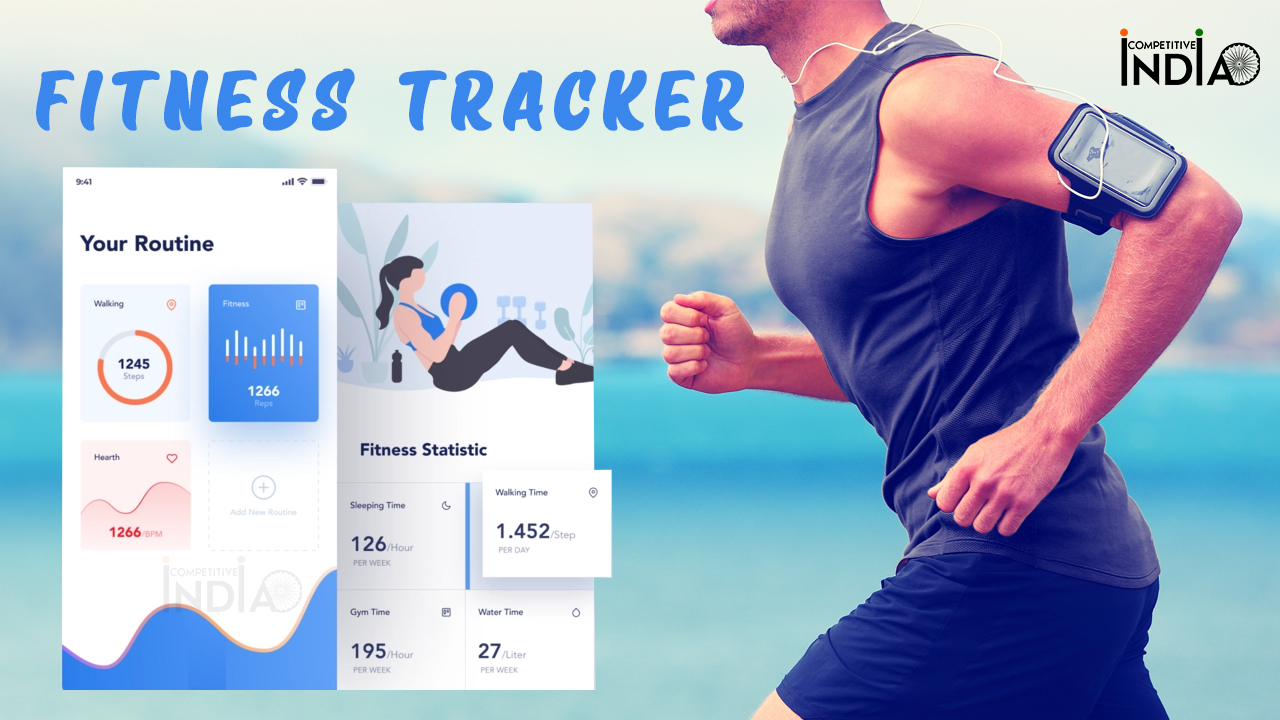 FITNESS TRACKER
COMPETITIVE
INDIA
9:41
Your Routine
Walking
1245
Steps
Fitness
1266
Reps
Hearth
1266/BPM
Add New Routine
COMPETITIVE
INDIA
Fitness Statistic
Sleeping Time
126/Hour
PER WEEK
Walking Time
1.452/Step
PER DAY
Gym Time
195/Hour
PER WEEK
Water Time
27/Liter
PER WEEK